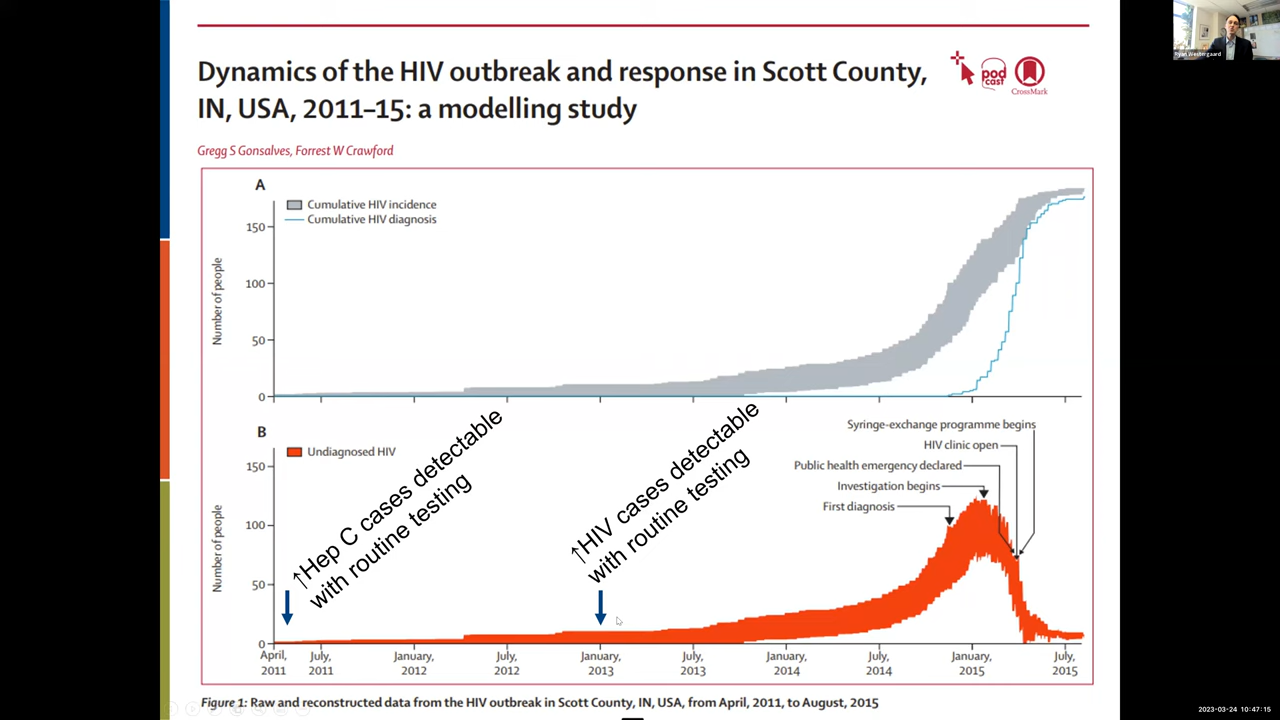 Dynamics of the HIV outbreak and response in Scott County,
IN, USA, 2011–15: a modelling study
pod
cast
CrossMark
Gregg S Gonsalves, Forrest W Crawford
A
Cumulative HIV incidence
Cumulative HIV diagnosis
Number of people
150
100
50
0
B
Undiagnosed HIV
Number of people
150
100
50
0
↑Hep C cases detectable
with routine testing
↑HIV cases detectable
with routine testing
Syringe-exchange programme begins
HIV clinic open
Public health emergency declared
Investigation begins
First diagnosis
April, 2011
July, 2011
January, 2012
July, 2012
January, 2013
July, 2013
January, 2014
July, 2014
January, 2015
July, 2015
Figure 1: Raw and reconstructed data from the HIV outbreak in Scott County, IN, USA, from April, 2011, to August, 2015
Ryan Westergaard
2023-03-24 10:47:15